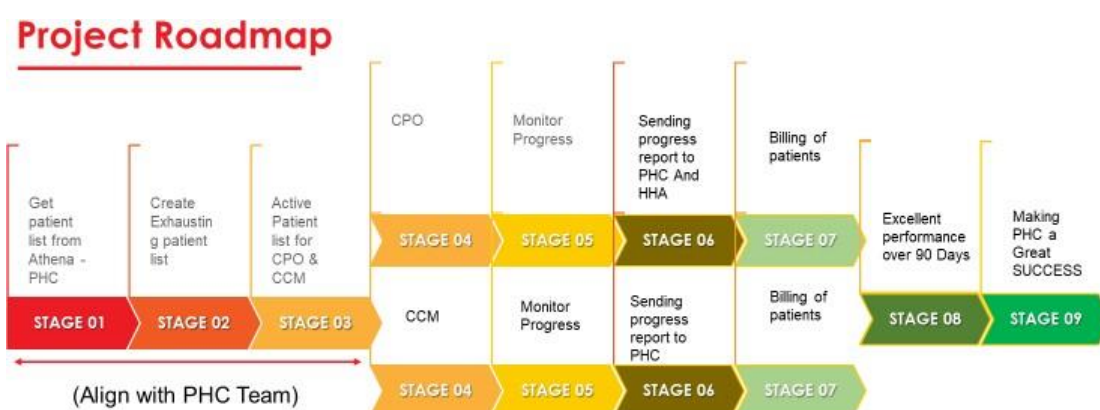 Project Roadmap
Get
patient
list from
Athena -
PHC
STAGE 01
Create
Exhaustin
g patient
list
STAGE 02
Active
Patient
list for
CPO &
CCM
STAGE 03
(Align with PHC Team)
CPO
STAGE 04
Monitor
Progress
STAGE 05
Sending
progress
report to
PHC And
HHA
STAGE 06
Billing of
patients
STAGE 07
CCM
STAGE 04
Monitor
Progress
STAGE 05
Sending
progress
report to
PHC
STAGE 06
Billing of
patients
STAGE 07
Excellent
performance
over 90 Days
STAGE 08
Making
PHC a
Great
SUCCESS
STAGE 09